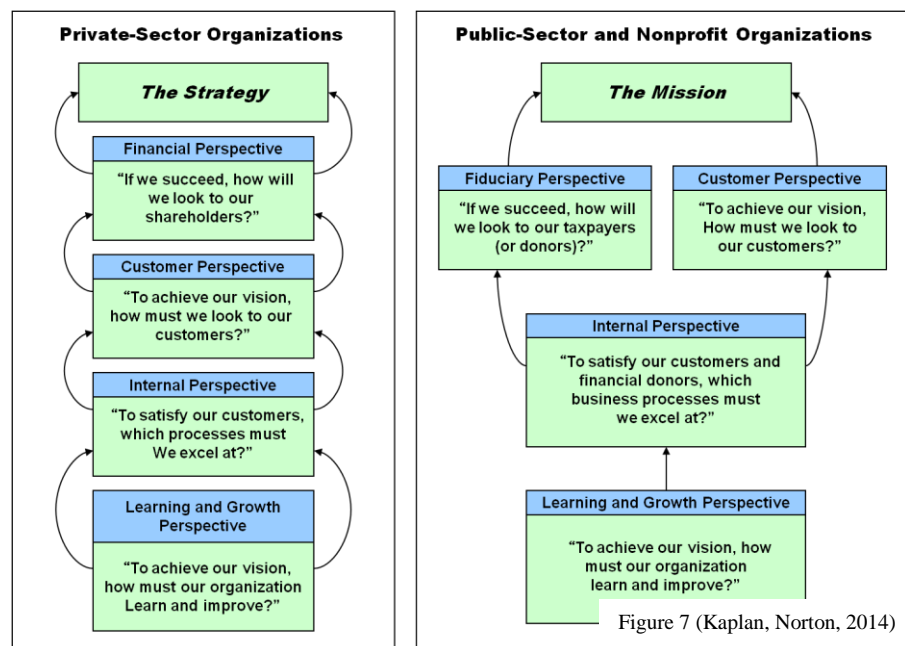 Private-Sector Organizations
The Strategy
Financial Perspective
“If we succeed, how will
we look to our
shareholders?”
Customer Perspective
“To achieve our vision,
how must we look to our
customers?”
Internal Perspective
“To satisfy our customers,
which processes must
We excel at?”
Learning and Growth
Perspective
“To achieve our vision,
how must our organization
Learn and improve?”
Public-Sector and Nonprofit Organizations
The Mission
Fiduciary Perspective
“If we succeed, how will
we look to our taxpayers
(or donors)?”
Customer Perspective
“To achieve our vision,
How must we look to
our customers?”
Internal Perspective
“To satisfy our customers and
financial donors, which
business processes must
we excel at?”
Learning and Growth Perspective
“To achieve our vision, how
must our organization
learn and improve?”
Figure 7 (Kaplan, Norton, 2014)